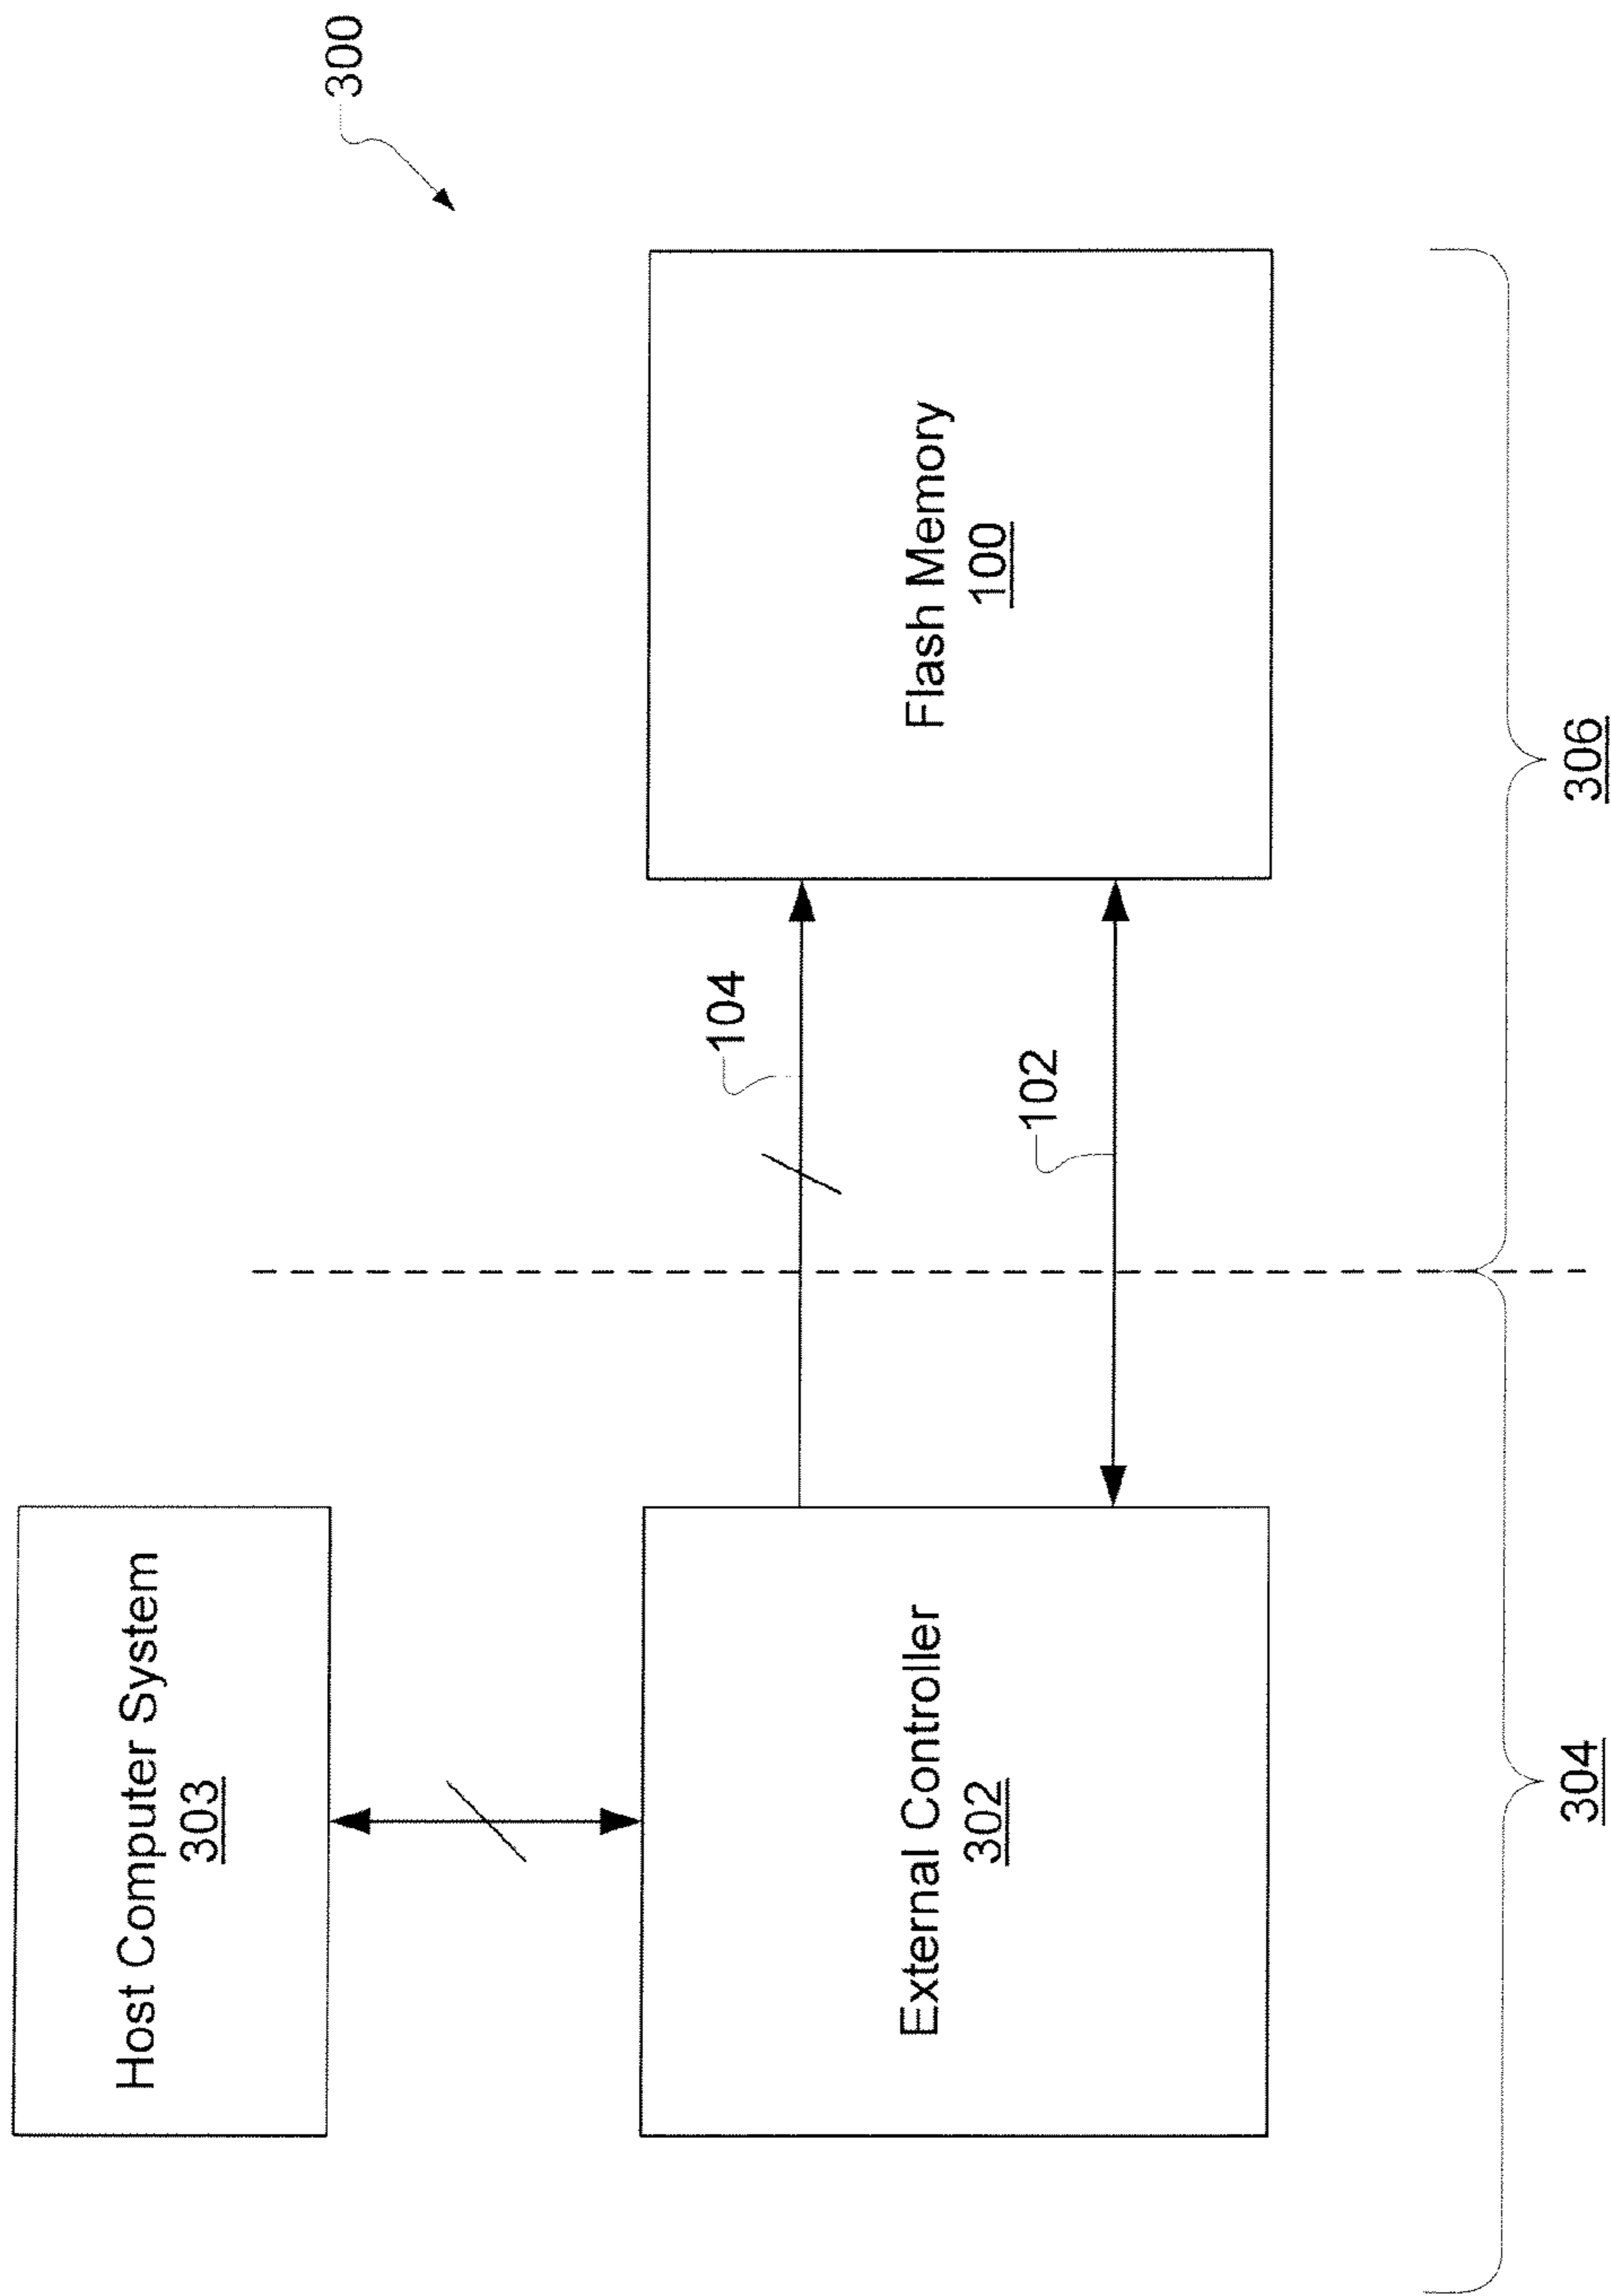 300
Host Computer System
303
External Controller
302
104
102
Flash Memory
100
304
306